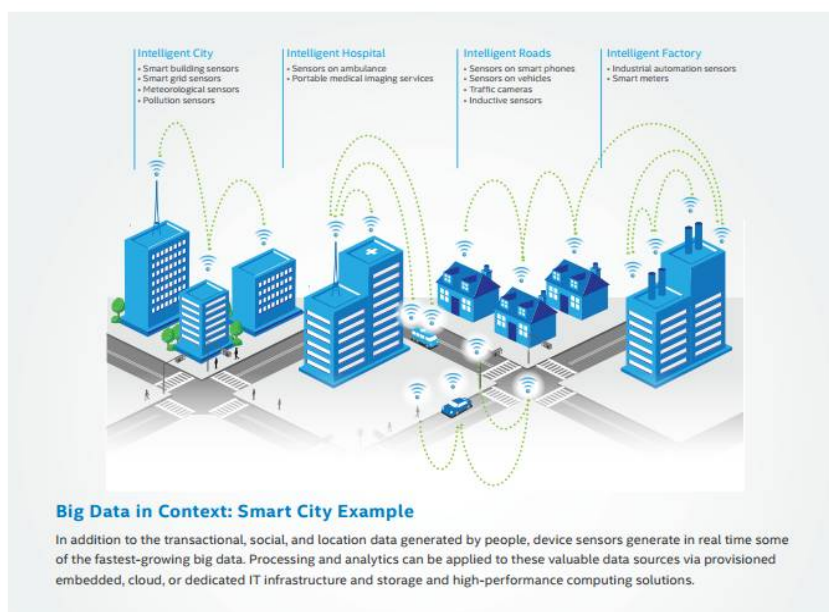 Intelligent City
• Smart building sensors
• Smart grid sensors
• Meteorological sensors
• Pollution sensors
Intelligent Hospital
• Sensors on ambulance
• Portable medical imaging services
Intelligent Roads
• Sensors on smart phones
• Sensors on vehicles
• Traffic cameras
• Inductive sensors
Intelligent Factory
• Industrial automation sensors
• Smart meters
Big Data in Context: Smart City Example
In addition to the transactional, social, and location data generated by people, device sensors generate in real time some
of the fastest-growing big data. Processing and analytics can be applied to these valuable data sources via provisioned
embedded, cloud, or dedicated IT infrastructure and storage and high-performance computing solutions.